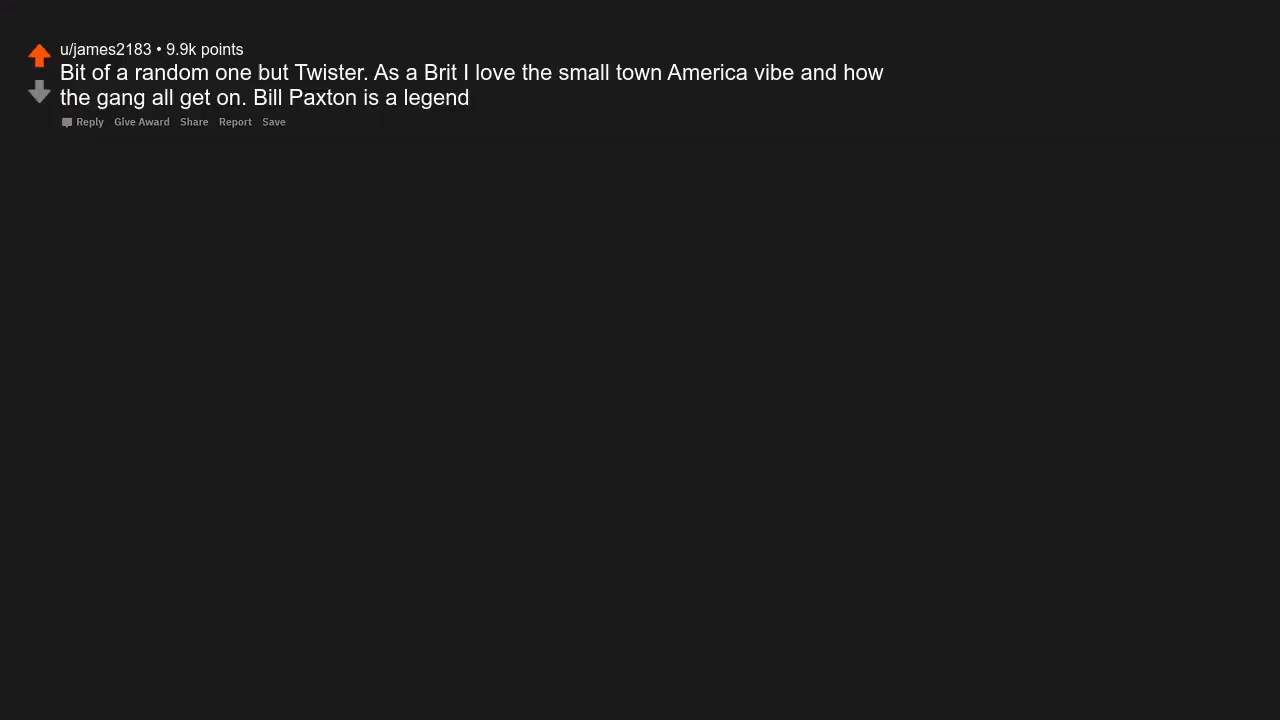 u/james2183 • 9.9k points
Bit of a random one but Twister. As a Brit I love the small town America vibe and how
the gang all get on. Bill Paxton is a legend
Reply Give Award Share Report Save